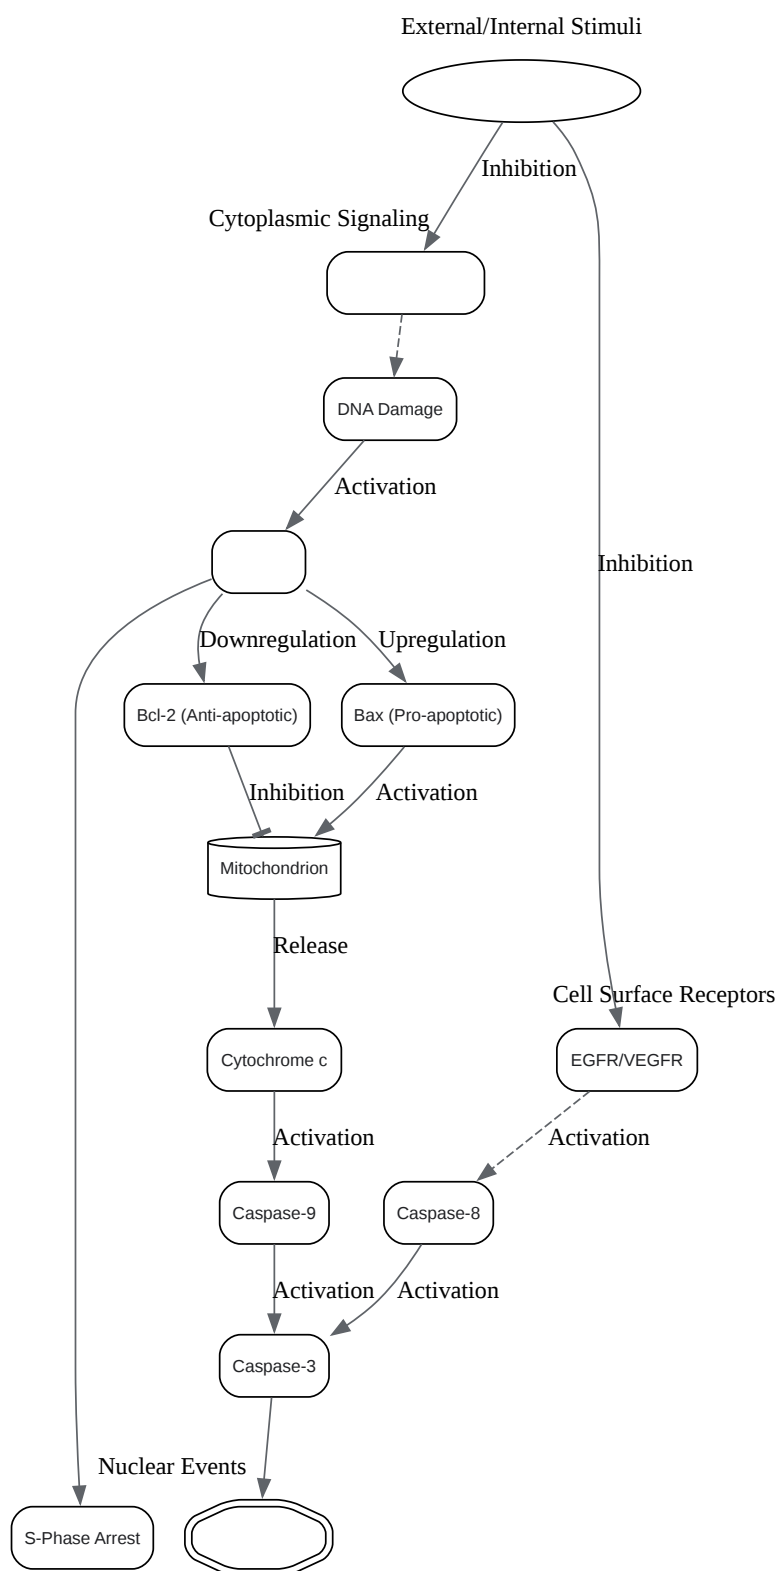 External/Internal Stimuli
Inhibition
Cytoplasmic Signaling
DNA Damage
Activation
Inhibition
Downregulation
Upregulation
Bcl-2 (Anti-apoptotic)
Bax (Pro-apoptotic)
Inhibition
Activation
Mitochondrion
Release
Cell Surface Receptors
Cytochrome c
EGFR/VEGFR
Activation
Activation
Caspase-9
Caspase-8
Activation
Activation
Caspase-3
Nuclear Events
S-Phase Arrest